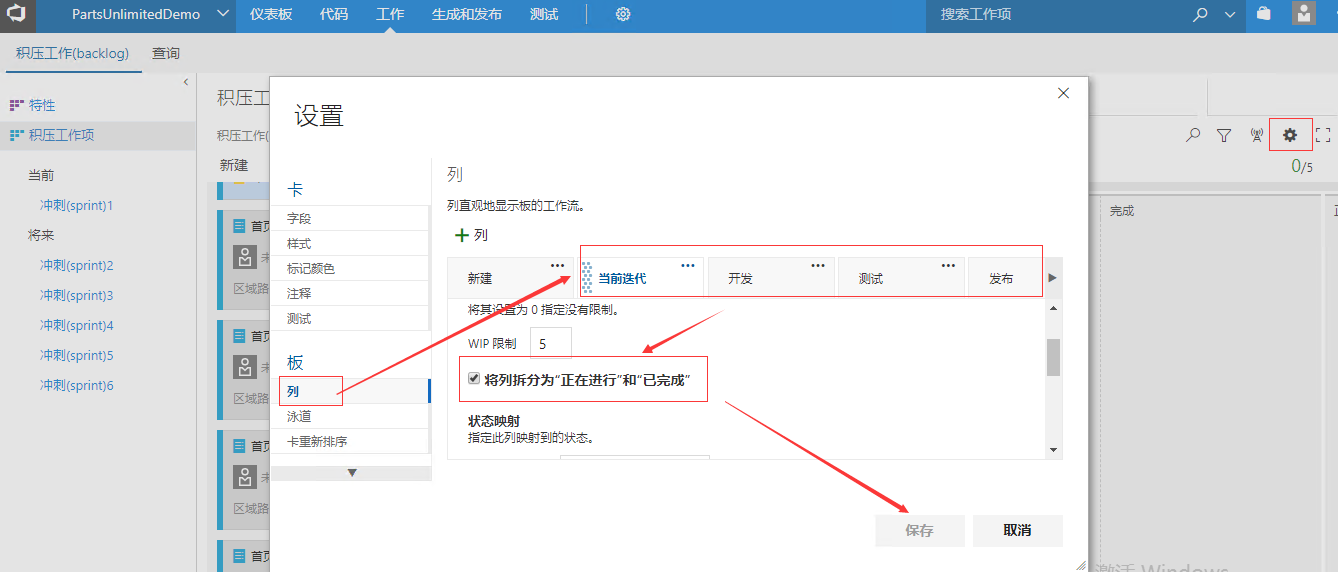 PartsUnlimitedDemo
仪表板
代码
工作
生成和发布
测试
搜索工作项
积压工作(backlog)
查询
特性
积压工作项
当前
冲刺(sprint)1
将来
冲刺(sprint)2
冲刺(sprint)3
冲刺(sprint)4
冲刺(sprint)5
冲刺(sprint)6
积压工
积压工作(
新建
首页
未
区域路
首页
未
区域路
首页
未
区域路
首页
0/5
完成
设置
卡
字段
样式
标记颜色
注释
测试
板
列
泳道
卡重新排序
列
列直观地显示板的工作流。
列
新建
当前迭代
开发
测试
发布
将其设置为 0 指定没有限制。
WIP 限制
5
将列拆分为“正在进行”和“已完成”
状态映射
指定此列映射到的状态。
保存
取消
激活 Windows